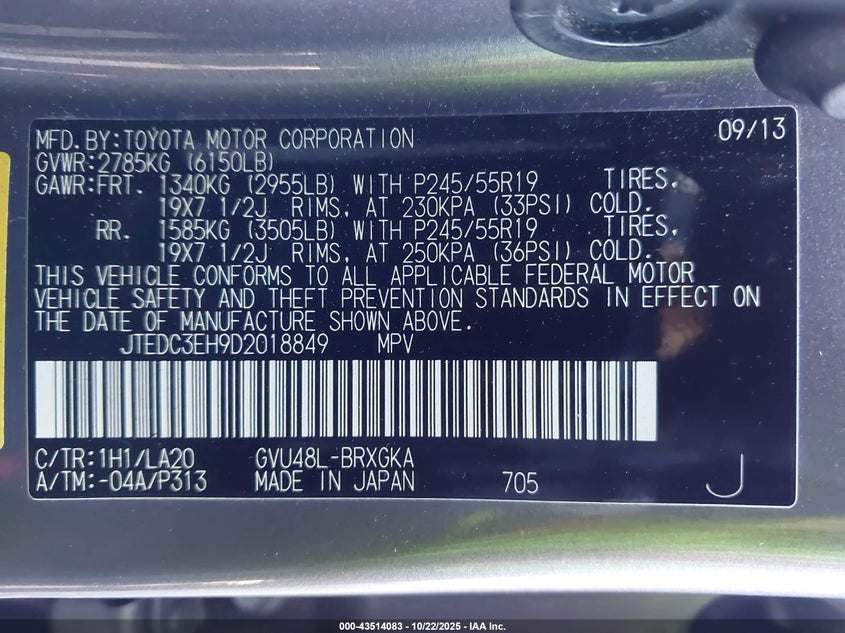 MFD.BY:TOYOTA MOTOR CORPORATION 09/13
GVWR:2785KG (6150LB)
GAWR:FRT. 1340KG (2955LB) WITH P245/55R19 TIRES,
19X7 1/2J RIMS, AT 230KPA (33PSI) COLD.
RR. 1585KG (3505LB) WITH P245/55R19 TIRES,
19X7 1/2J RIMS, AT 250KPA (36PSI) COLD.
THIS VEHICLE CONFORMS TO ALL APPLICABLE FEDERAL MOTOR
VEHICLE SAFETY AND THEFT PREVENTION STANDARDS IN EFFECT ON
THE DATE OF MANUFACTURE SHOWN ABOVE.
JTEDC3EH9D2018849 MPV
C/TR:1H1/LA20 GVU48L-BRXGKA
A/TM:-04A/P313 MADE IN JAPAN 705 J
000-43514083 - 10/22/2025 - IAA Inc.